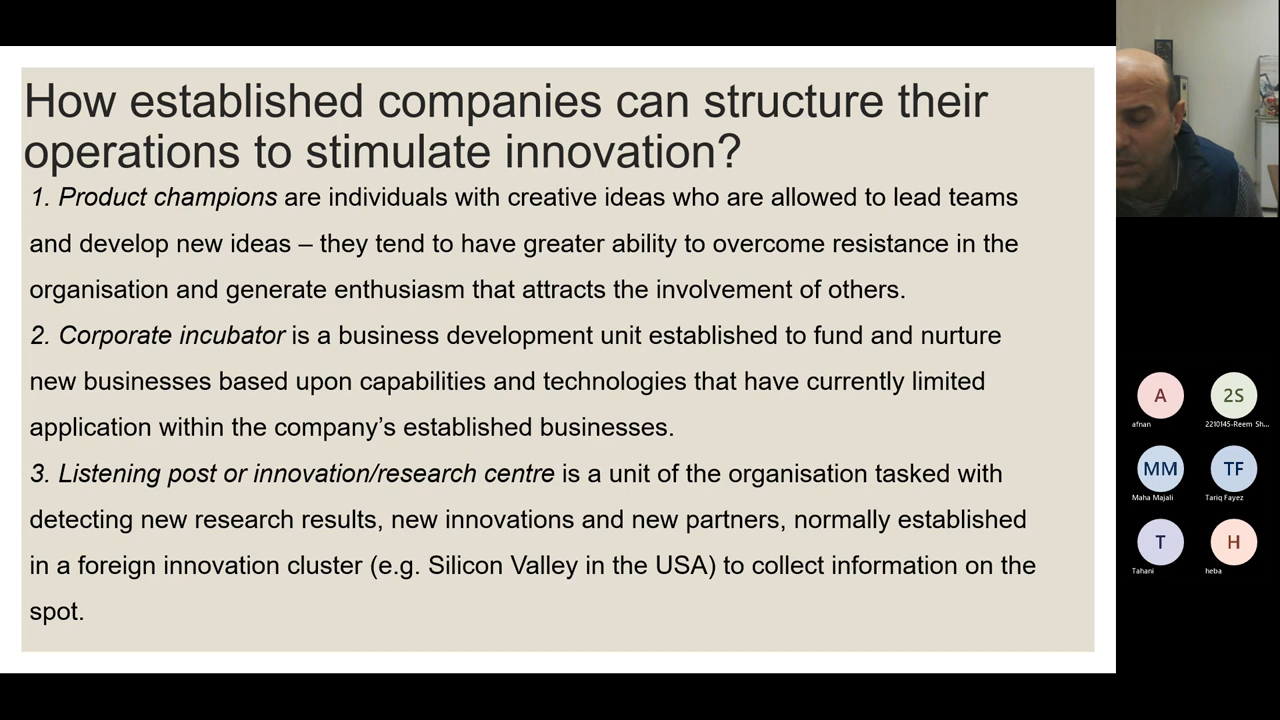 How established companies can structure their
operations to stimulate innovation?
1. Product champions are individuals with creative ideas who are allowed to lead teams
and develop new ideas – they tend to have greater ability to overcome resistance in the
organisation and generate enthusiasm that attracts the involvement of others.
2. Corporate incubator is a business development unit established to fund and nurture
new businesses based upon capabilities and technologies that have currently limited
application within the company’s established businesses.
3. Listening post or innovation/research centre is a unit of the organisation tasked with
detecting new research results, new innovations and new partners, normally established
in a foreign innovation cluster (e.g. Silicon Valley in the USA) to collect information on the
spot.
A
2S
afnan
2210145-Reem Sh...
MM
TF
Maha Majali
Tariq Fayez
T
H
Tahani
heba